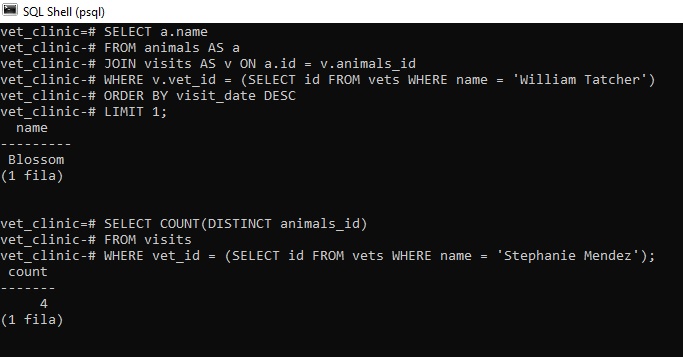 SQL Shell (psql)
vet_clinic=# SELECT a.name
vet_clinic-# FROM animals AS a
vet_clinic-# JOIN visits AS v ON a.id = v.animals_id
vet_clinic-# WHERE v.vet_id = (SELECT id FROM vets WHERE name = 'William Tatcher')
vet_clinic-# ORDER BY visit_date DESC
vet_clinic-# LIMIT 1;
  name
---------
 Blossom
(1 fila)
vet_clinic=# SELECT COUNT(DISTINCT animals_id)
vet_clinic-# FROM visits
vet_clinic-# WHERE vet_id = (SELECT id FROM vets WHERE name = 'Stephanie Mendez');
 count
-------
     4
(1 fila)